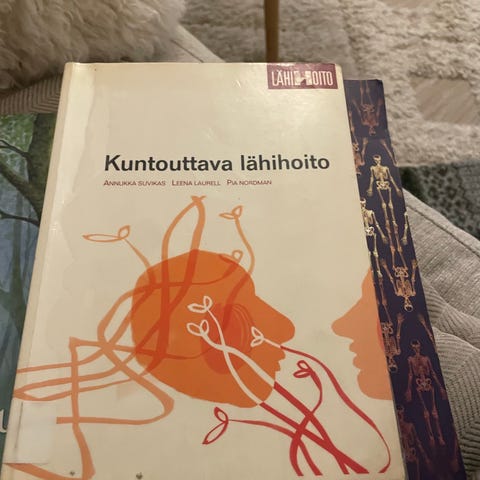 LÄHIHOITO
Kuntouttava lähihoito
ANNUKKA SUVIKAS LEENA LAURELL PIA NORDMAN